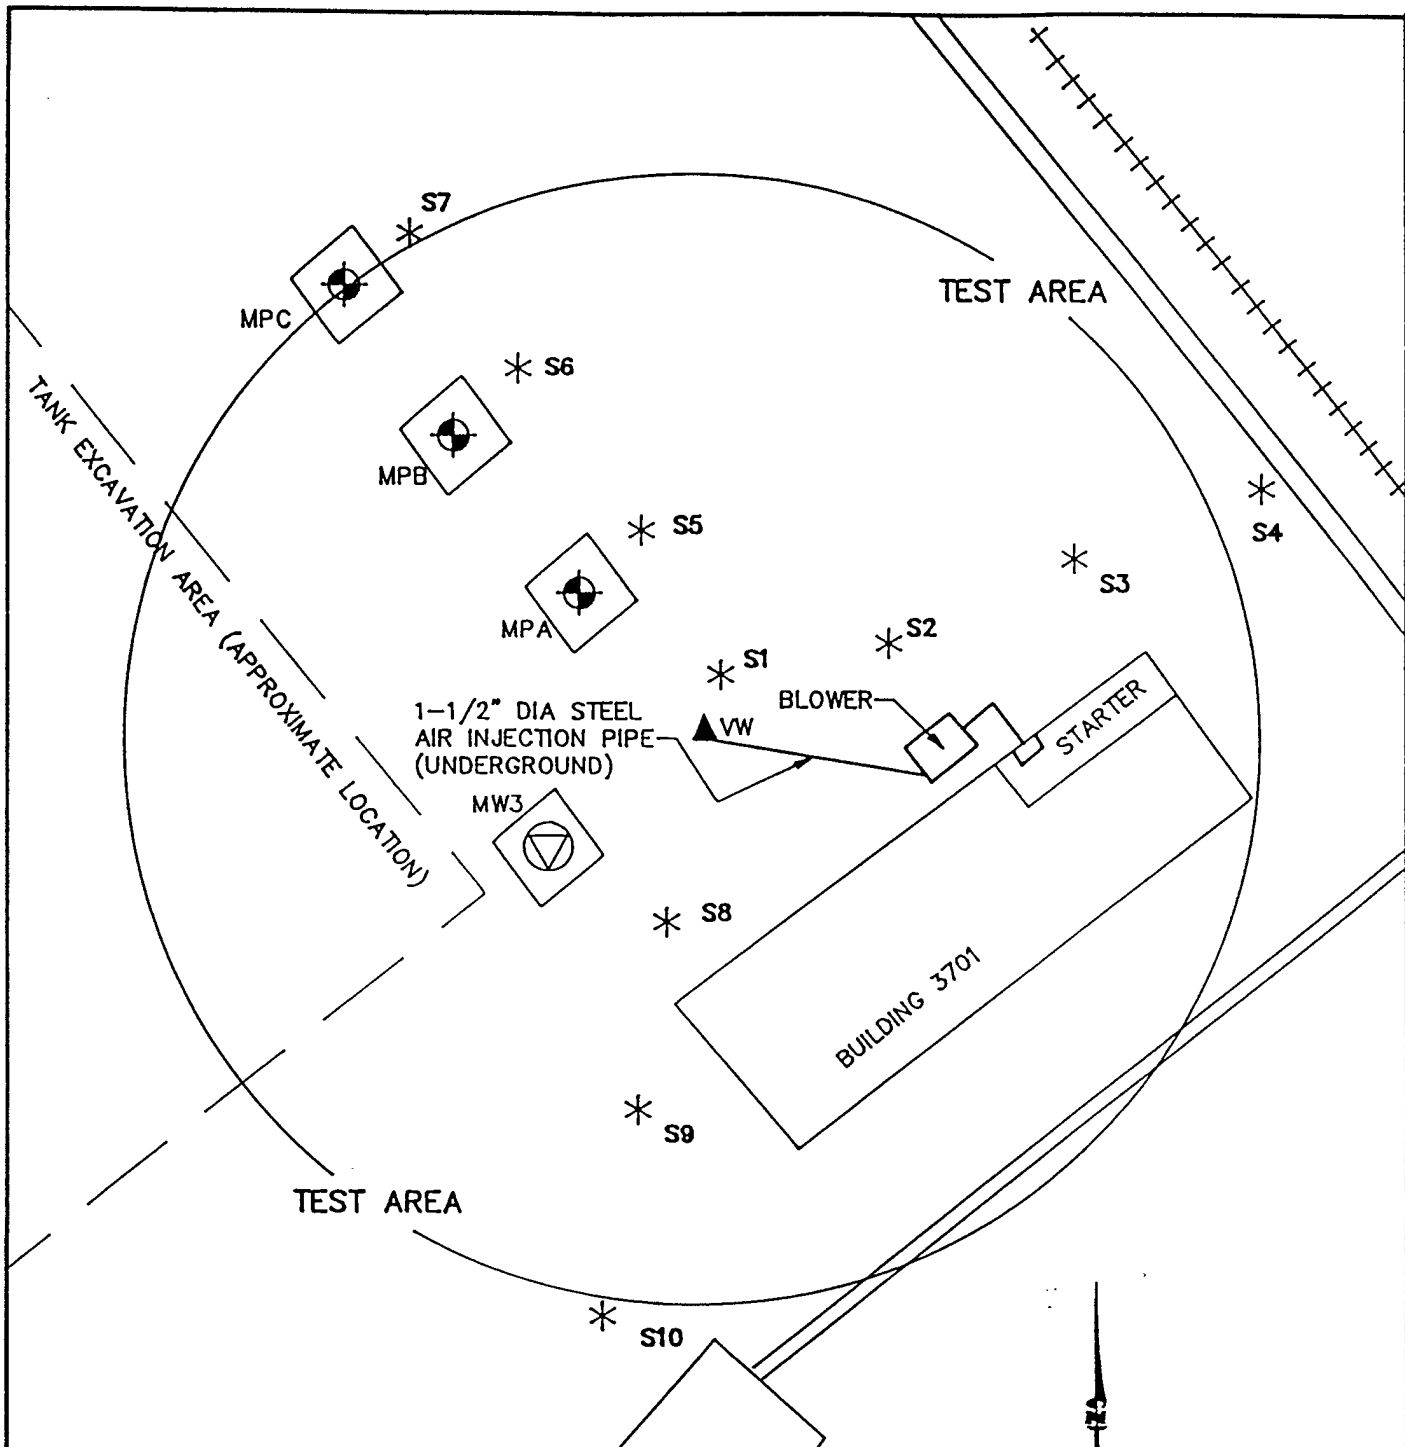 S7
TEST AREA
MPC
S6
TANK EXCAVATION AREA (APPROXIMATE LOCATION)
MPB
S5
S4
S3
MPA
S2
S1
BLOWER
STARTER
1-1/2" DIA STEEL
AIR INJECTION PIPE
(UNDERGROUND)
VW
MW3
S8
BUILDING 3701
S9
TEST AREA
S10